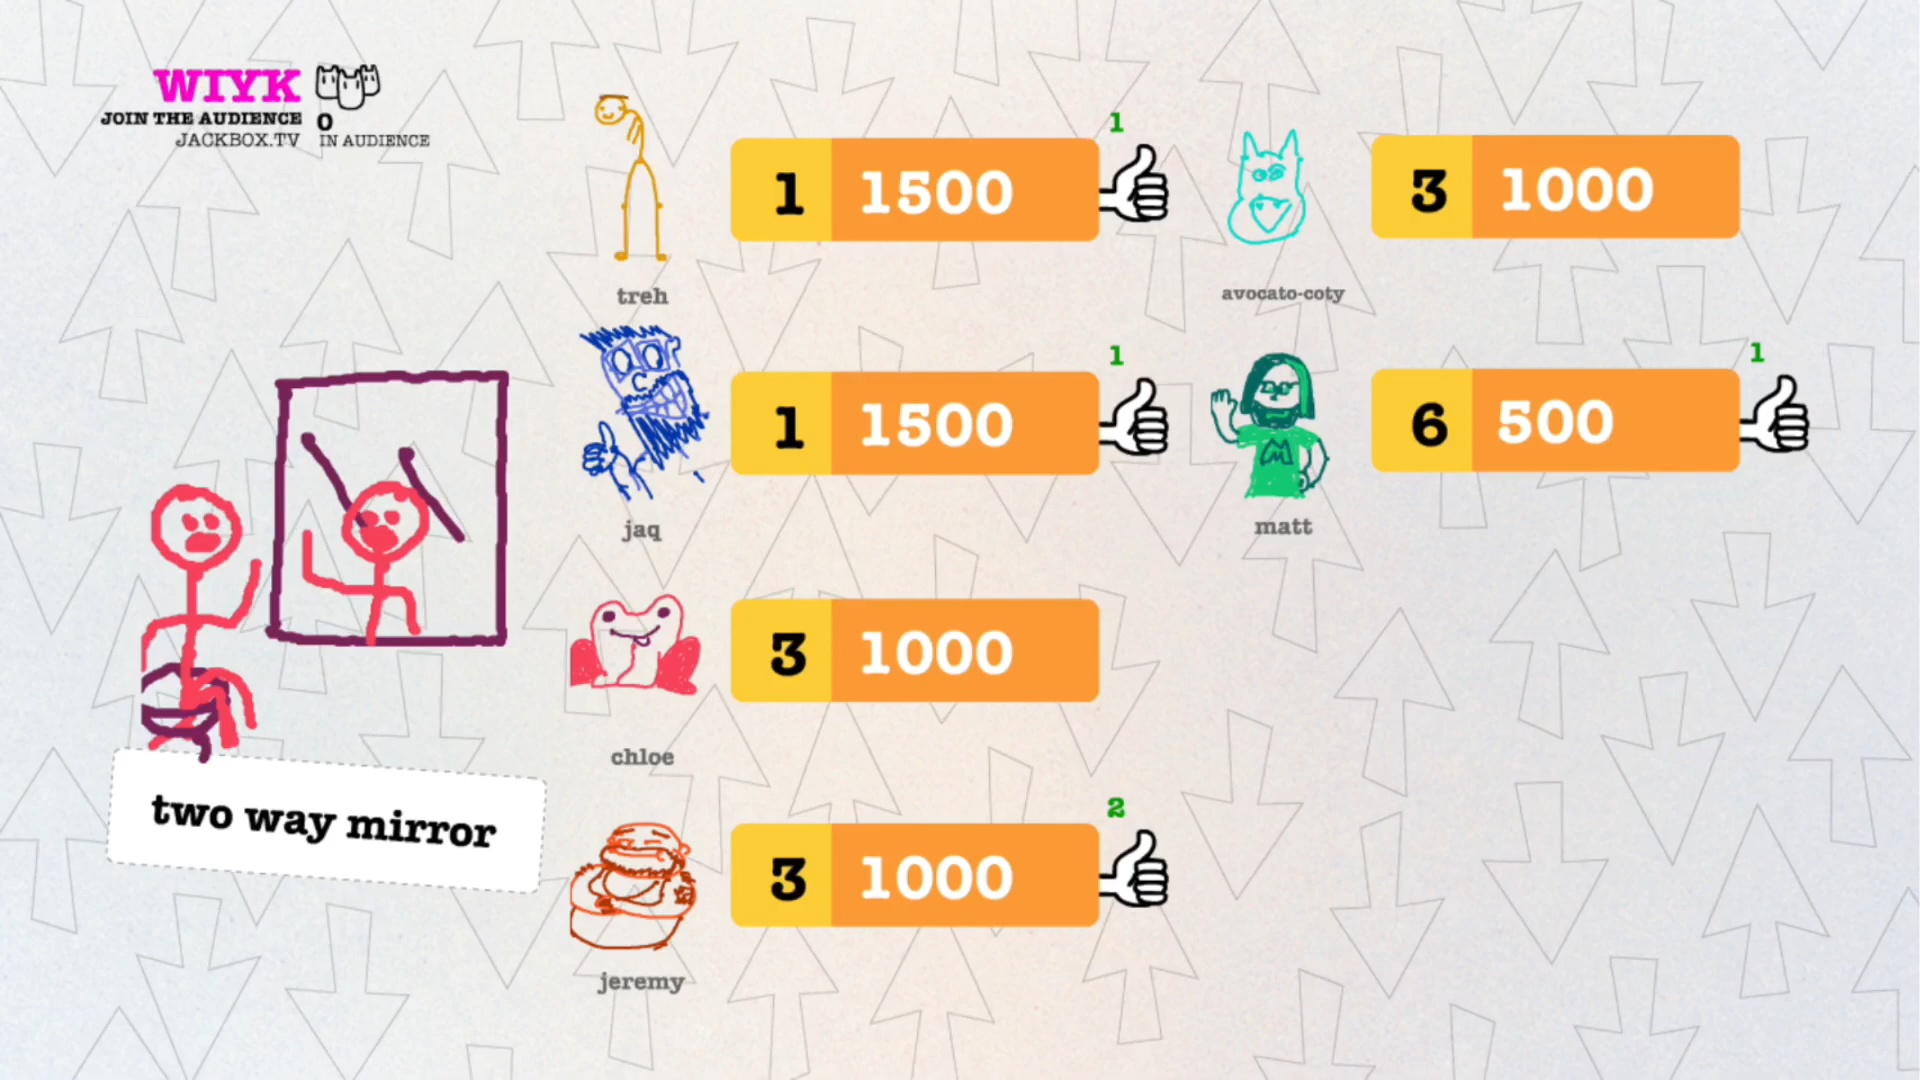 WIYK
JOIN THE AUDIENCE
JACKBOX.TV
0
IN AUDIENCE
two way mirror
1 1500
1
treh
1 1500
1
jaq
3 1000
chloe
3 1000
2
jeremy
3 1000
avocato-coty
6 500
1
M
matt